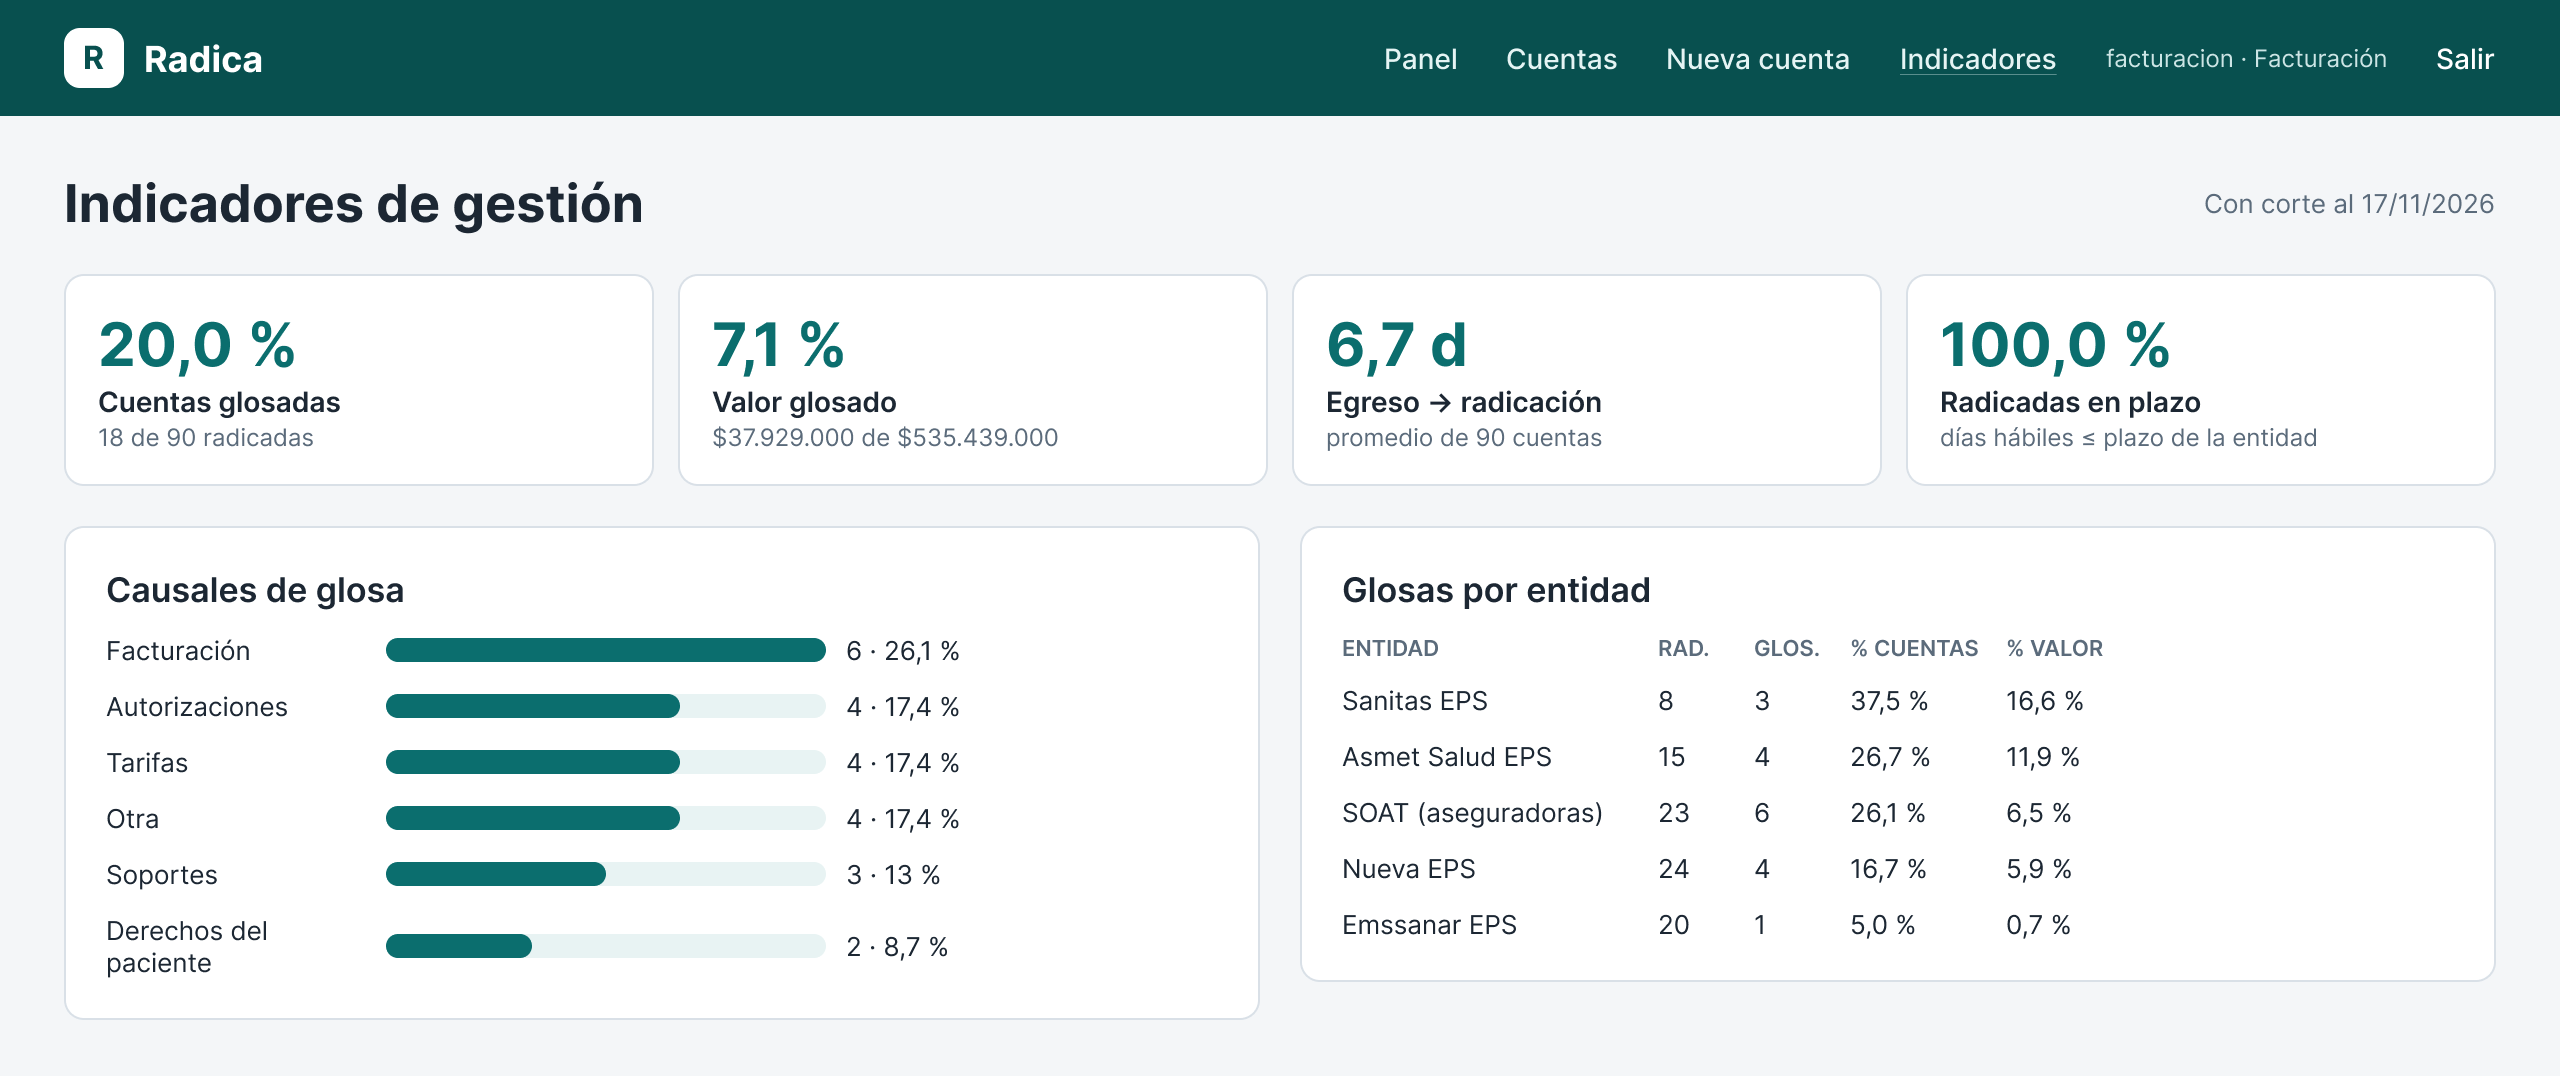 R Radica
Panel Cuentas Nueva cuenta Indicadores facturacion · Facturación Salir
Indicadores de gestión
Con corte al 17/11/2026
20,0 %
Cuentas glosadas
18 de 90 radicadas
7,1 %
Valor glosado
$37.929.000 de $535.439.000
6,7 d
Egreso → radicación
promedio de 90 cuentas
100,0 %
Radicadas en plazo
días hábiles ≤ plazo de la entidad
Causales de glosa
Facturación 6 · 26,1 %
Autorizaciones 4 · 17,4 %
Tarifas 4 · 17,4 %
Otra 4 · 17,4 %
Soportes 3 · 13 %
Derechos del
paciente 2 · 8,7 %
Glosas por entidad
ENTIDAD RAD. GLOS. % CUENTAS % VALOR
Sanitas EPS 8 3 37,5 % 16,6 %
Asmet Salud EPS 15 4 26,7 % 11,9 %
SOAT (aseguradoras) 23 6 26,1 % 6,5 %
Nueva EPS 24 4 16,7 % 5,9 %
Emssanar EPS 20 1 5,0 % 0,7 %